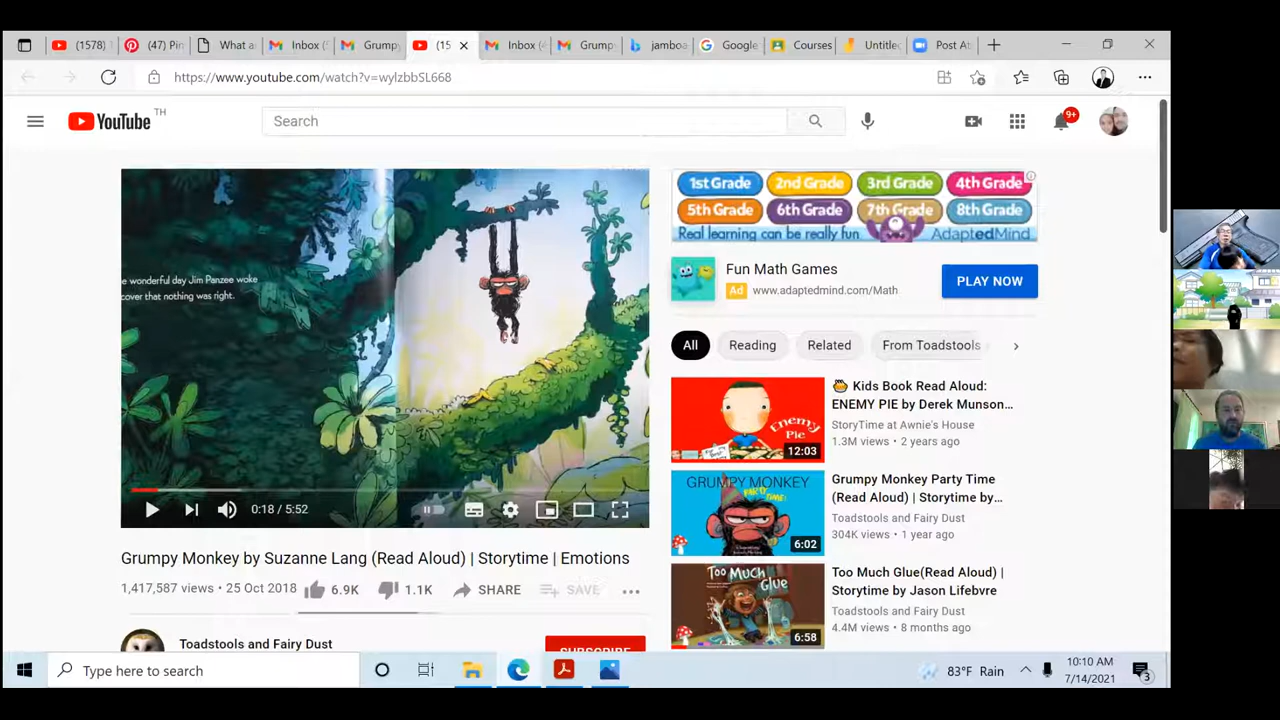 (1578)
(47) Pin
What a
Inbox (
Grumpy
(15
Inbox (4
Grump
jambo
Google
Courses
Untitle
Post At
https://www.youtube.com/watch?v=wylzbbSL668
YouTube TH
Search
9+
e wonderful day Jim Panzee woke
cover that nothing was right.
0:18 / 5:52
Grumpy Monkey by Suzanne Lang (Read Aloud) | Storytime | Emotions
1,417,587 views • 25 Oct 2018
6.9K
1.1K
SHARE
SAVE
Toadstools and Fairy Dust
SUBSCRIBE
1st Grade 2nd Grade 3rd Grade 4th Grade
5th Grade 6th Grade 7th Grade 8th Grade
Real learning can be really fun AdaptedMind
Fun Math Games
Ad www.adaptedmind.com/Math
PLAY NOW
All Reading Related From Toadstools
Enemy
Pie
12:03
Kids Book Read Aloud:
ENEMY PIE by Derek Munson...
StoryTime at Awnie's House
1.3M views • 2 years ago
GRUMPY MONKEY
PARTY TIME!
6:02
Grumpy Monkey Party Time
(Read Aloud) | Storytime by...
Toadstools and Fairy Dust
304K views • 1 year ago
TOO MUCH
GLUE
6:58
Too Much Glue(Read Aloud) |
Storytime by Jason Lifebvre
Toadstools and Fairy Dust
4.4M views • 8 months ago
Type here to search
83°F Rain
10:10 AM
7/14/2021
3